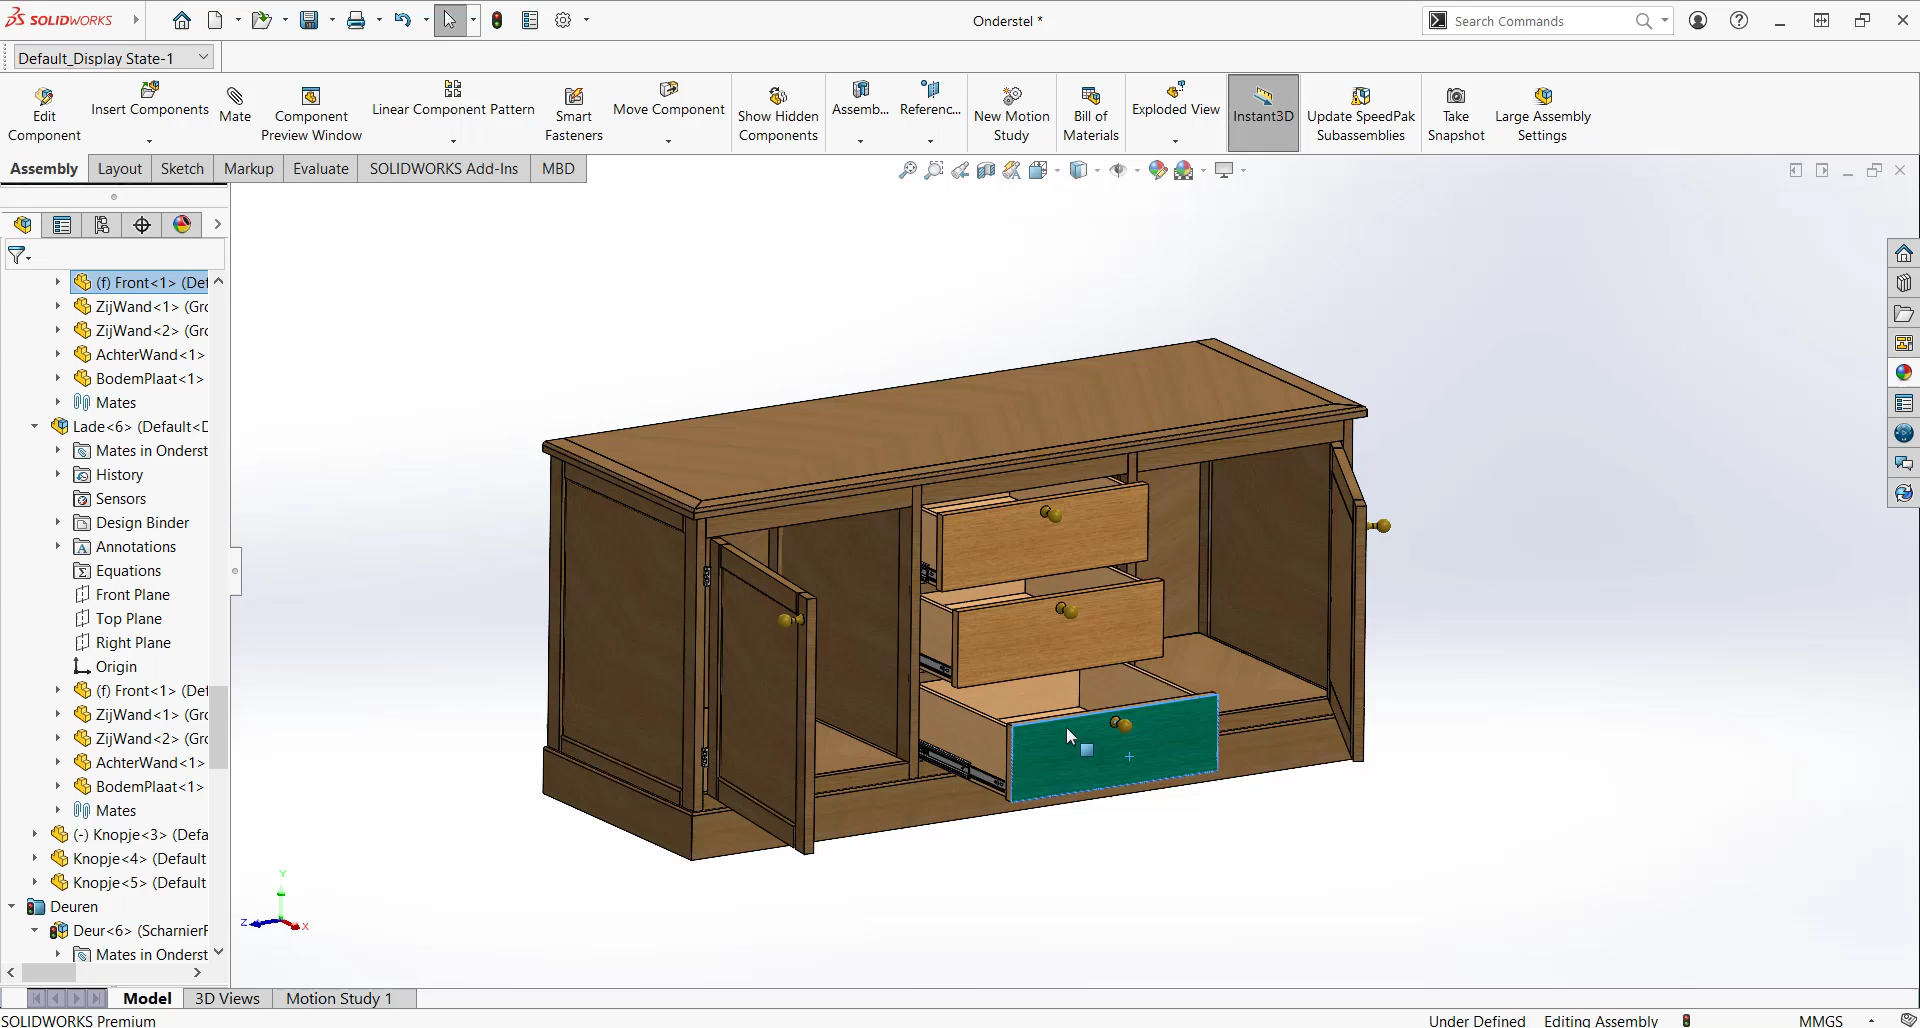 SOLIDWORKS
Onderstel *
Search Commands
Default_Display State-1
Edit Component
Insert Components
Mate
Component Preview Window
Linear Component Pattern
Smart Fasteners
Move Component
Show Hidden Components
Assemb...
Referenc...
New Motion Study
Bill of Materials
Exploded View
Instant3D
Update SpeedPak Subassemblies
Take Snapshot
Large Assembly Settings
Assembly
Layout
Sketch
Markup
Evaluate
SOLIDWORKS Add-Ins
MBD
(f) Front<1> (Def
ZijWand<1> (Gro
ZijWand<2> (Gro
AchterWand<1>
BodemPlaat<1>
Mates
Lade<6> (Default<D
Mates in Onderst
History
Sensors
Design Binder
Annotations
Equations
Front Plane
Top Plane
Right Plane
Origin
(f) Front<1> (Def
ZijWand<1> (Gro
ZijWand<2> (Gro
AchterWand<1>
BodemPlaat<1>
Mates
(-) Knopje<3> (Defa
Knopje<4> (Default
Knopje<5> (Default
Deuren
Deur<6> (ScharnierF
Mates in Onderst
Y
Z
X
Model
3D Views
Motion Study 1
SOLIDWORKS Premium
Under Defined
Editing Assembly
MMGS